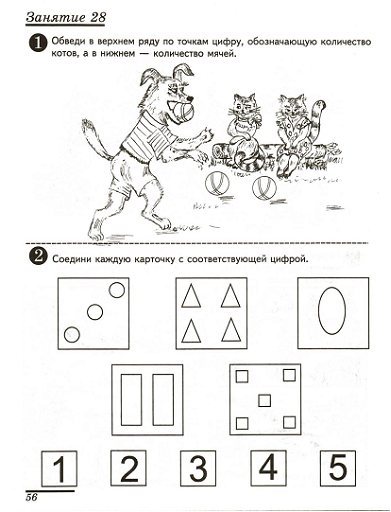 Занятие 28
1 Обведи в верхнем ряду по точкам цифру, обозначающую количество
котов, а в нижнем — количество мячей.
2 Соедини каждую карточку с соответствующей цифрой.
1 2 3 4 5
56